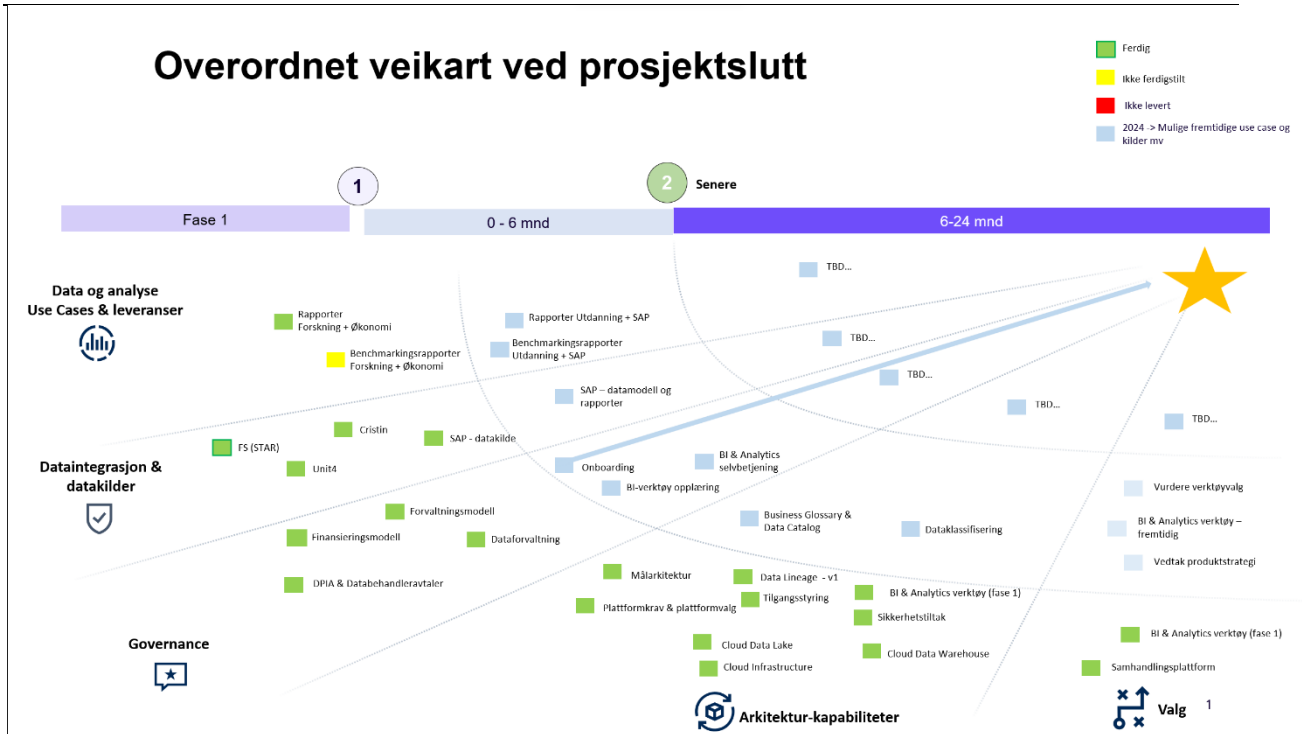 Overordnet veikart ved prosjektslutt
Ferdig
Ikke ferdigstilt
Ikke levert
2024 -> Mulige fremtidige use case og
kilder mv
1
2
Senere
Fase 1
0 - 6 mnd
6-24 mnd
Data og analyse
Use Cases & leveranser
Rapporter
Forskning + Økonomi
Benchmarkingsrapporter
Forskning + Økonomi
Rapporter Utdanning + SAP
Benchmarkingsrapporter
Utdanning + SAP
SAP – datamodell og
rapporter
TBD...
TBD...
TBD...
TBD...
TBD...
Dataintegrasjon &
datakilder
FS (STAR)
Cristin
SAP - datakilde
Unit4
Onboarding
BI & Analytics
selvbetjening
BI-verktøy opplæring
Business Glossary &
Data Catalog
Dataklassifisering
Vurdere verktøyvalg
BI & Analytics verktøy –
fremtidig
Vedtak produktstrategi
Forvaltningsmodell
Finansieringsmodell
Dataforvaltning
DPIA & Databehandleravtaler
Governance
Målarkitektur
Plattformkrav & plattformvalg
Data Lineage - v1
Tilgangsstyring
BI & Analytics verktøy (fase 1)
Sikkerhetstiltak
Cloud Data Lake
Cloud Infrastructure
Cloud Data Warehouse
BI & Analytics verktøy (fase 1)
Samhandlingsplattform
Arkitektur-kapabiliteter
Valg
1